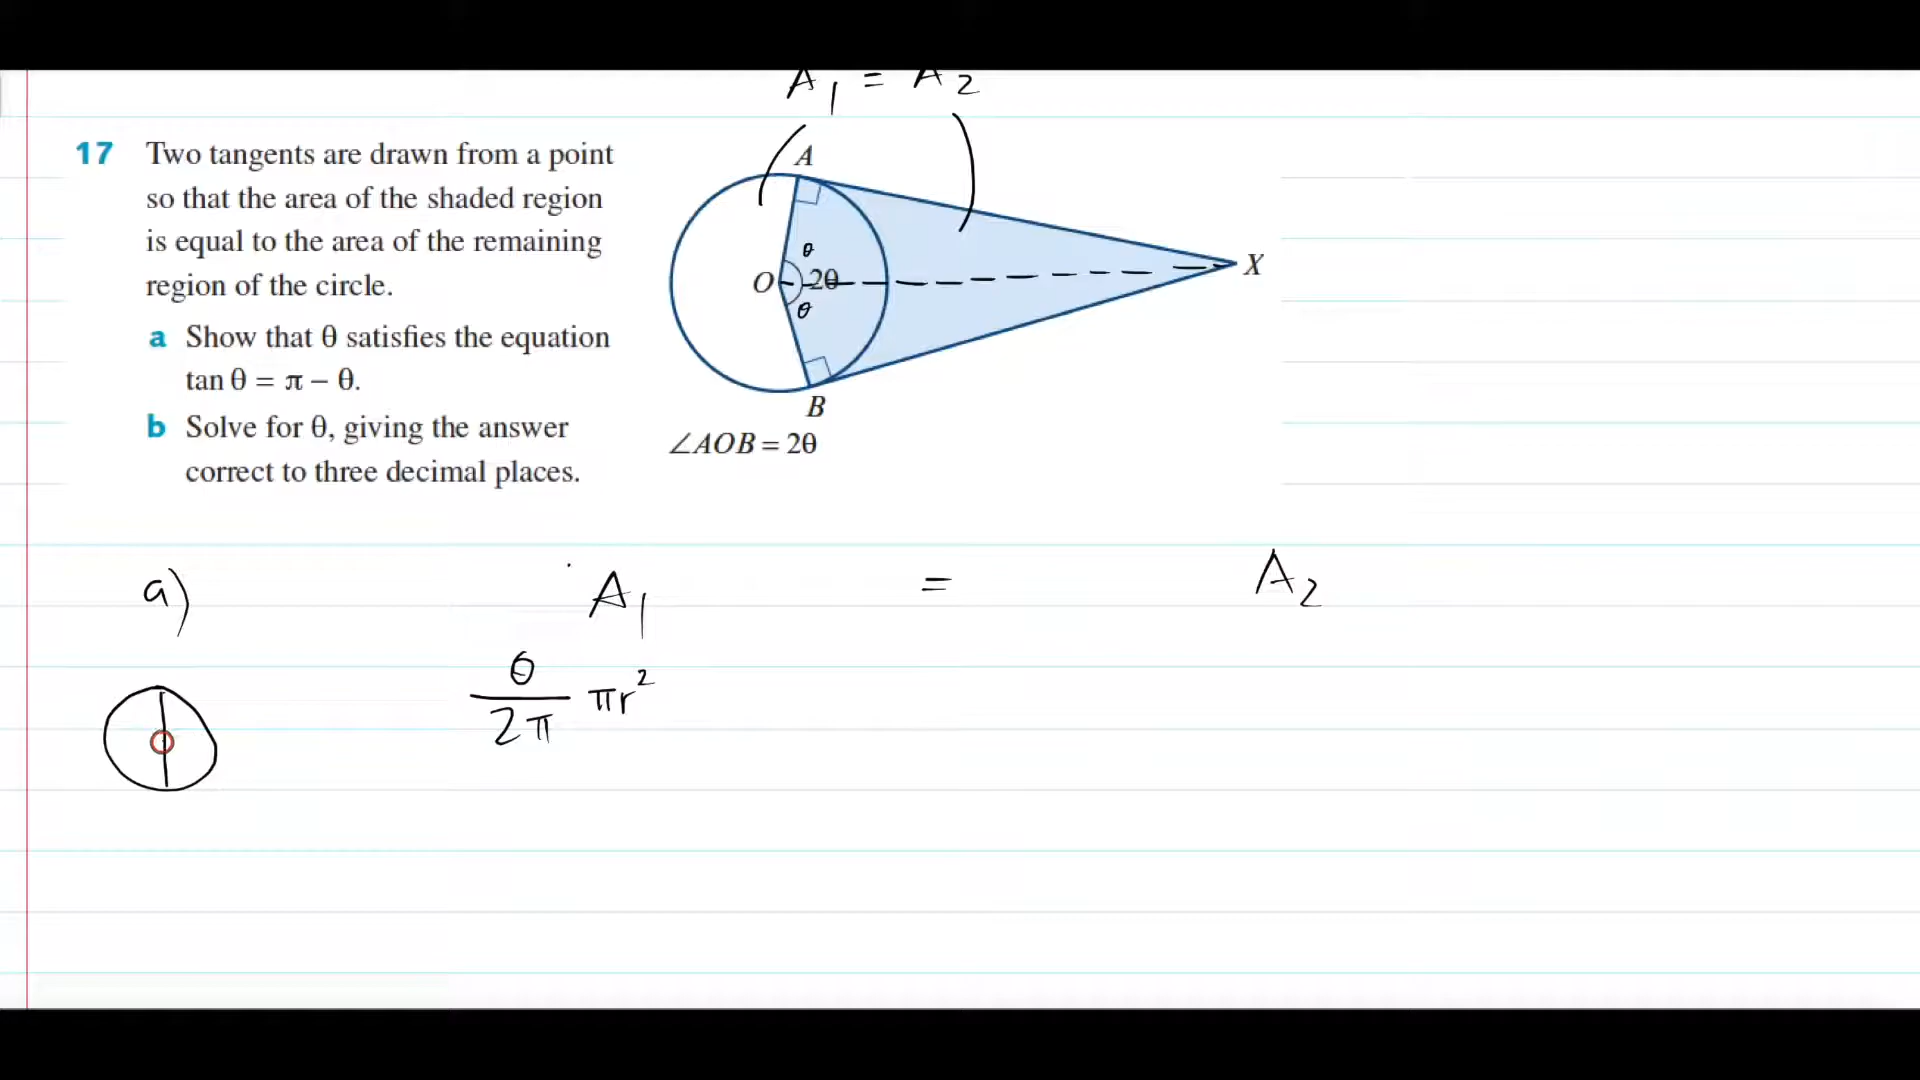 A₁ = A₂
17 Two tangents are drawn from a point
so that the area of the shaded region
is equal to the area of the remaining
region of the circle.
a Show that θ satisfies the equation
tan θ = π – θ.
b Solve for θ, giving the answer
correct to three decimal places.
A
θ
O 2θ
X
θ
B
∠AOB = 2θ
a) A₁ = A₂
θ/2π πr²